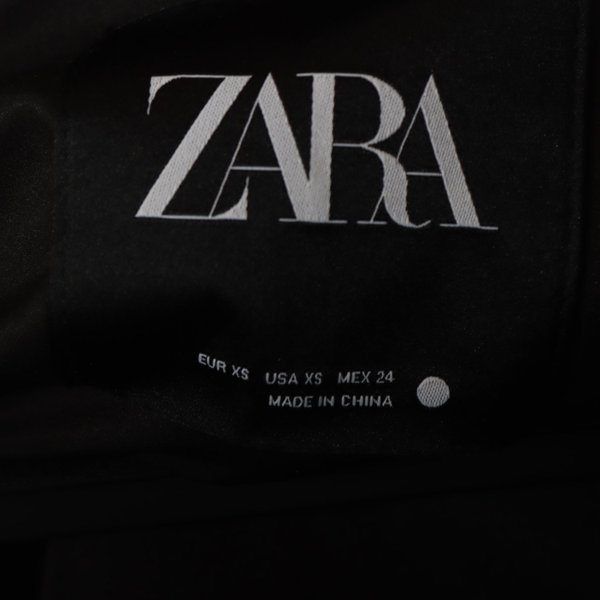 ZARA
EUR XS USA XS MEX 24
MADE IN CHINA